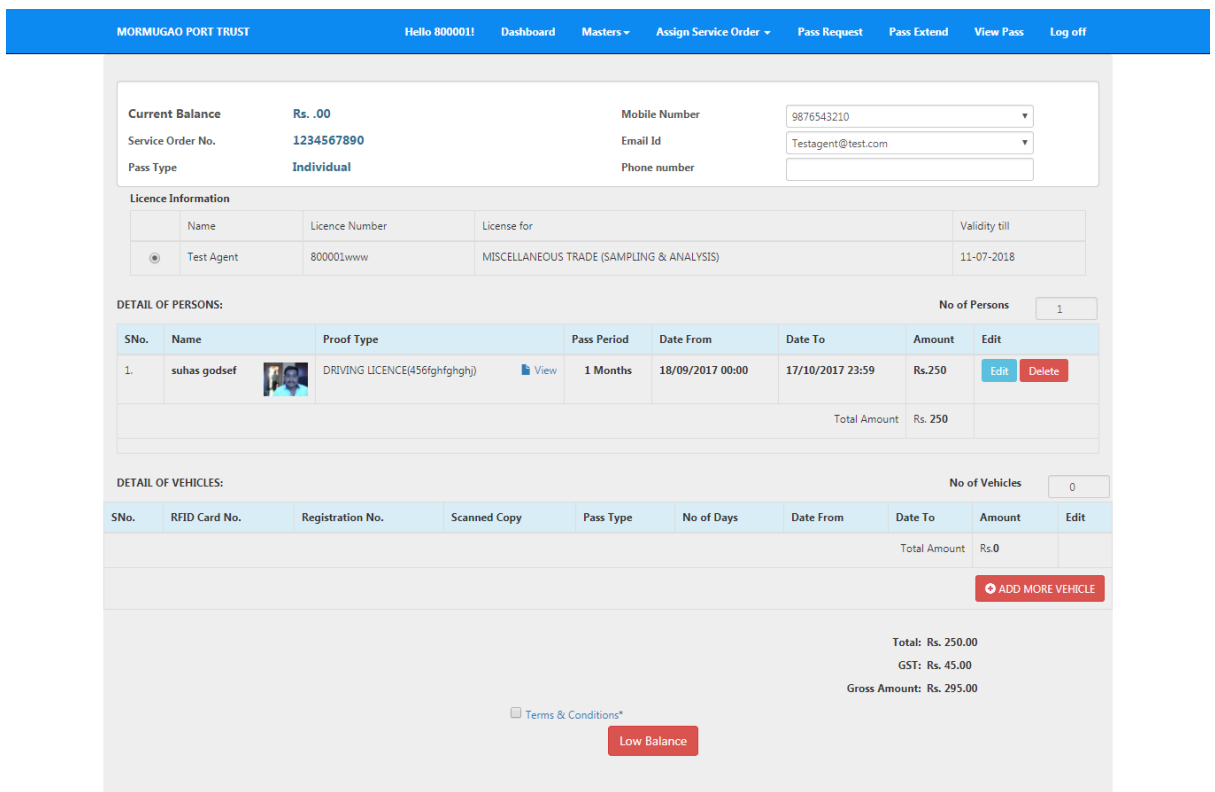 MORMUGAO PORT TRUST Hello 800001! Dashboard Masters Assign Service Order Pass Request Pass Extend View Pass Log off
Current Balance Rs. .00 Mobile Number 9876543210
Service Order No. 1234567890 Email Id Testagent@test.com
Pass Type Individual Phone number
Licence Information
Name Licence Number License for Validity till
Test Agent 800001www MISCELLANEOUS TRADE (SAMPLING & ANALYSIS) 11-07-2018
DETAIL OF PERSONS: No of Persons 1
SNo. Name Proof Type Pass Period Date From Date To Amount Edit
1. suhas godsef DRIVING LICENCE(456fghfghghj) View 1 Months 18/09/2017 00:00 17/10/2017 23:59 Rs.250 Edit Delete
Total Amount Rs. 250
DETAIL OF VEHICLES: No of Vehicles 0
SNo. RFID Card No. Registration No. Scanned Copy Pass Type No of Days Date From Date To Amount Edit
Total Amount Rs.0
ADD MORE VEHICLE
Total: Rs. 250.00
GST: Rs. 45.00
Gross Amount: Rs. 295.00
Terms & Conditions*
Low Balance